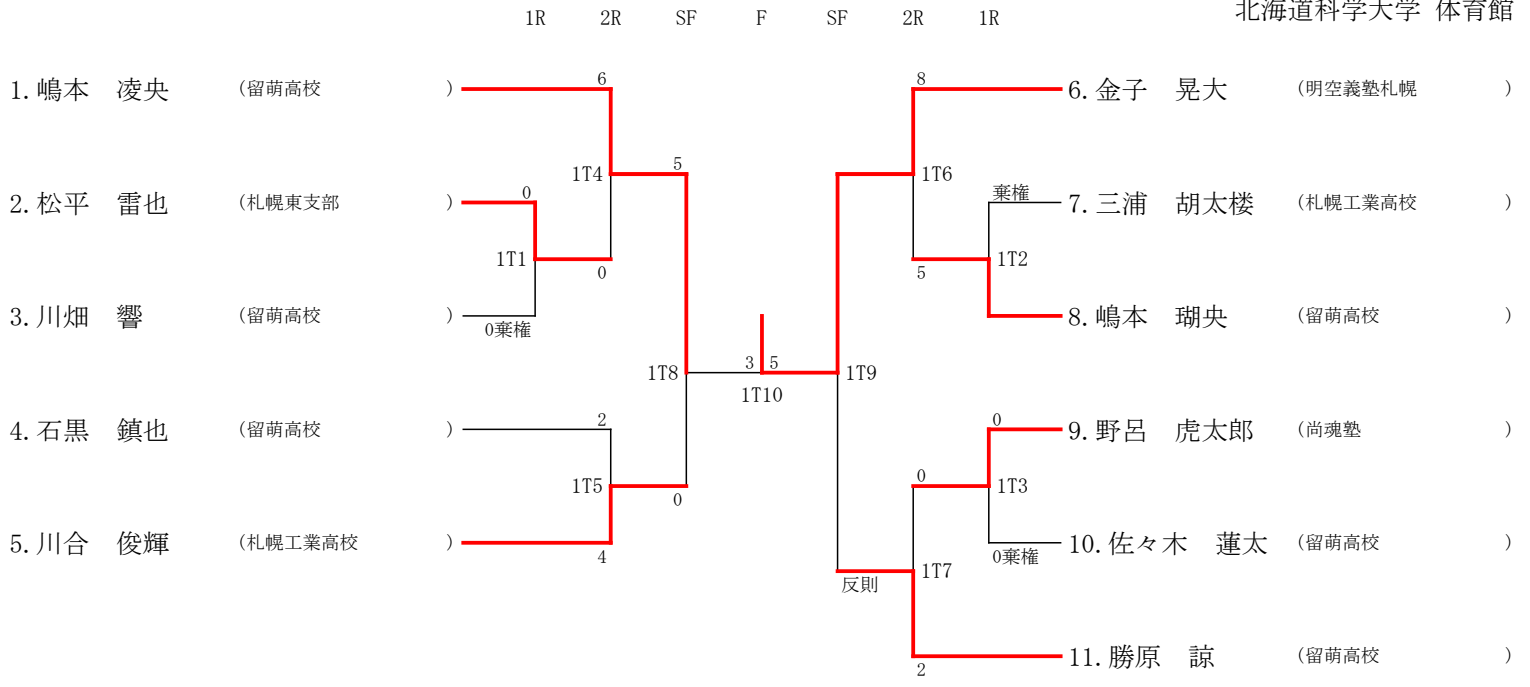 北海道科学大学 体育館
1R 2R SF F SF 2R 1R
1. 嶋本 凌央 (留萌高校 )
6
8
6. 金子 晃大 (明空義塾札幌 )
1T4
5
1T6
2. 松平 雷也 (札幌東支部 )
0
棄権
7. 三浦 胡太楼 (札幌工業高校 )
1T1
0
5
1T2
3. 川畑 響 (留萌高校 )
0棄権
8. 嶋本 瑚央 (留萌高校 )
1T8
3 5
1T9
1T10
4. 石黒 鎮也 (留萌高校 )
2
0
9. 野呂 虎太郎 (尚魂塾 )
1T5
0
0
1T3
5. 川合 俊輝 (札幌工業高校 )
4
0棄権
10. 佐々木 蓮太 (留萌高校 )
反則
1T7
11. 勝原 諒 (留萌高校 )
2